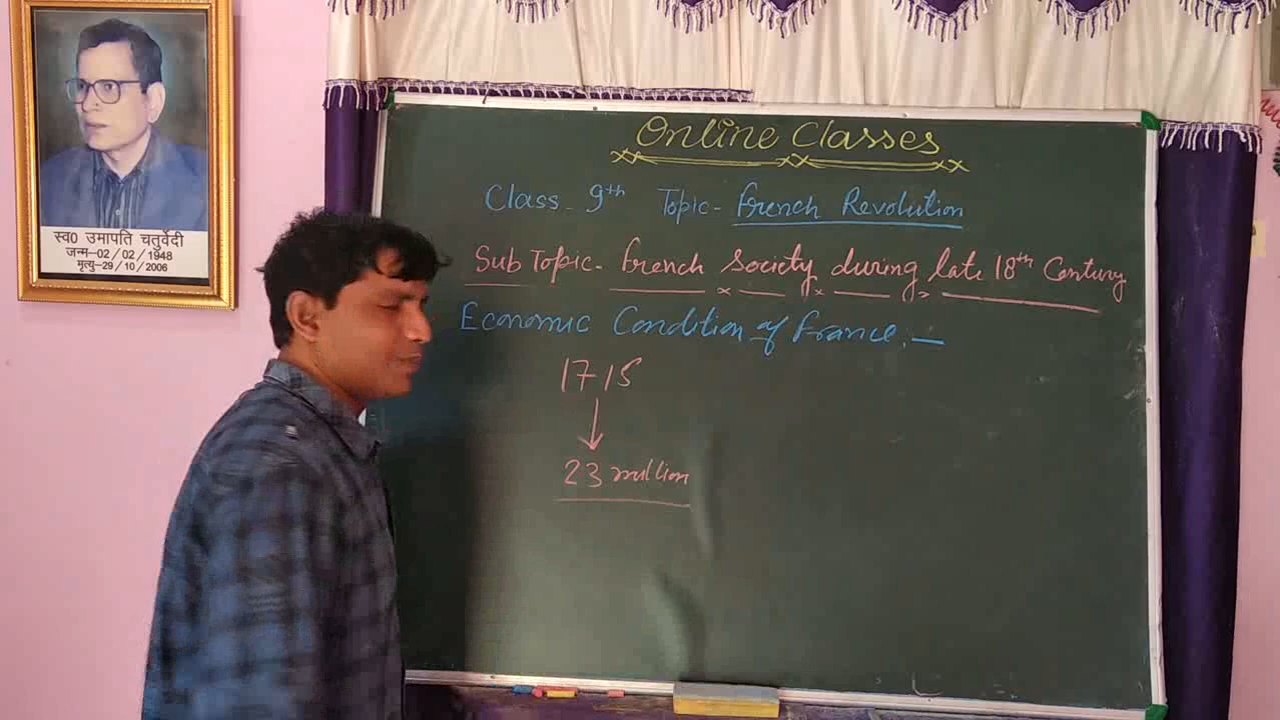 स्व0 उमापति चतुर्वेदी
जन्म-02/02/1948
मृत्यु-29/10/2006
Online Classes
Class - 9th Topic- French Revolution
Sub Topic- French Society during late 18th Century
Economic Condition of France.-
1715
23 million